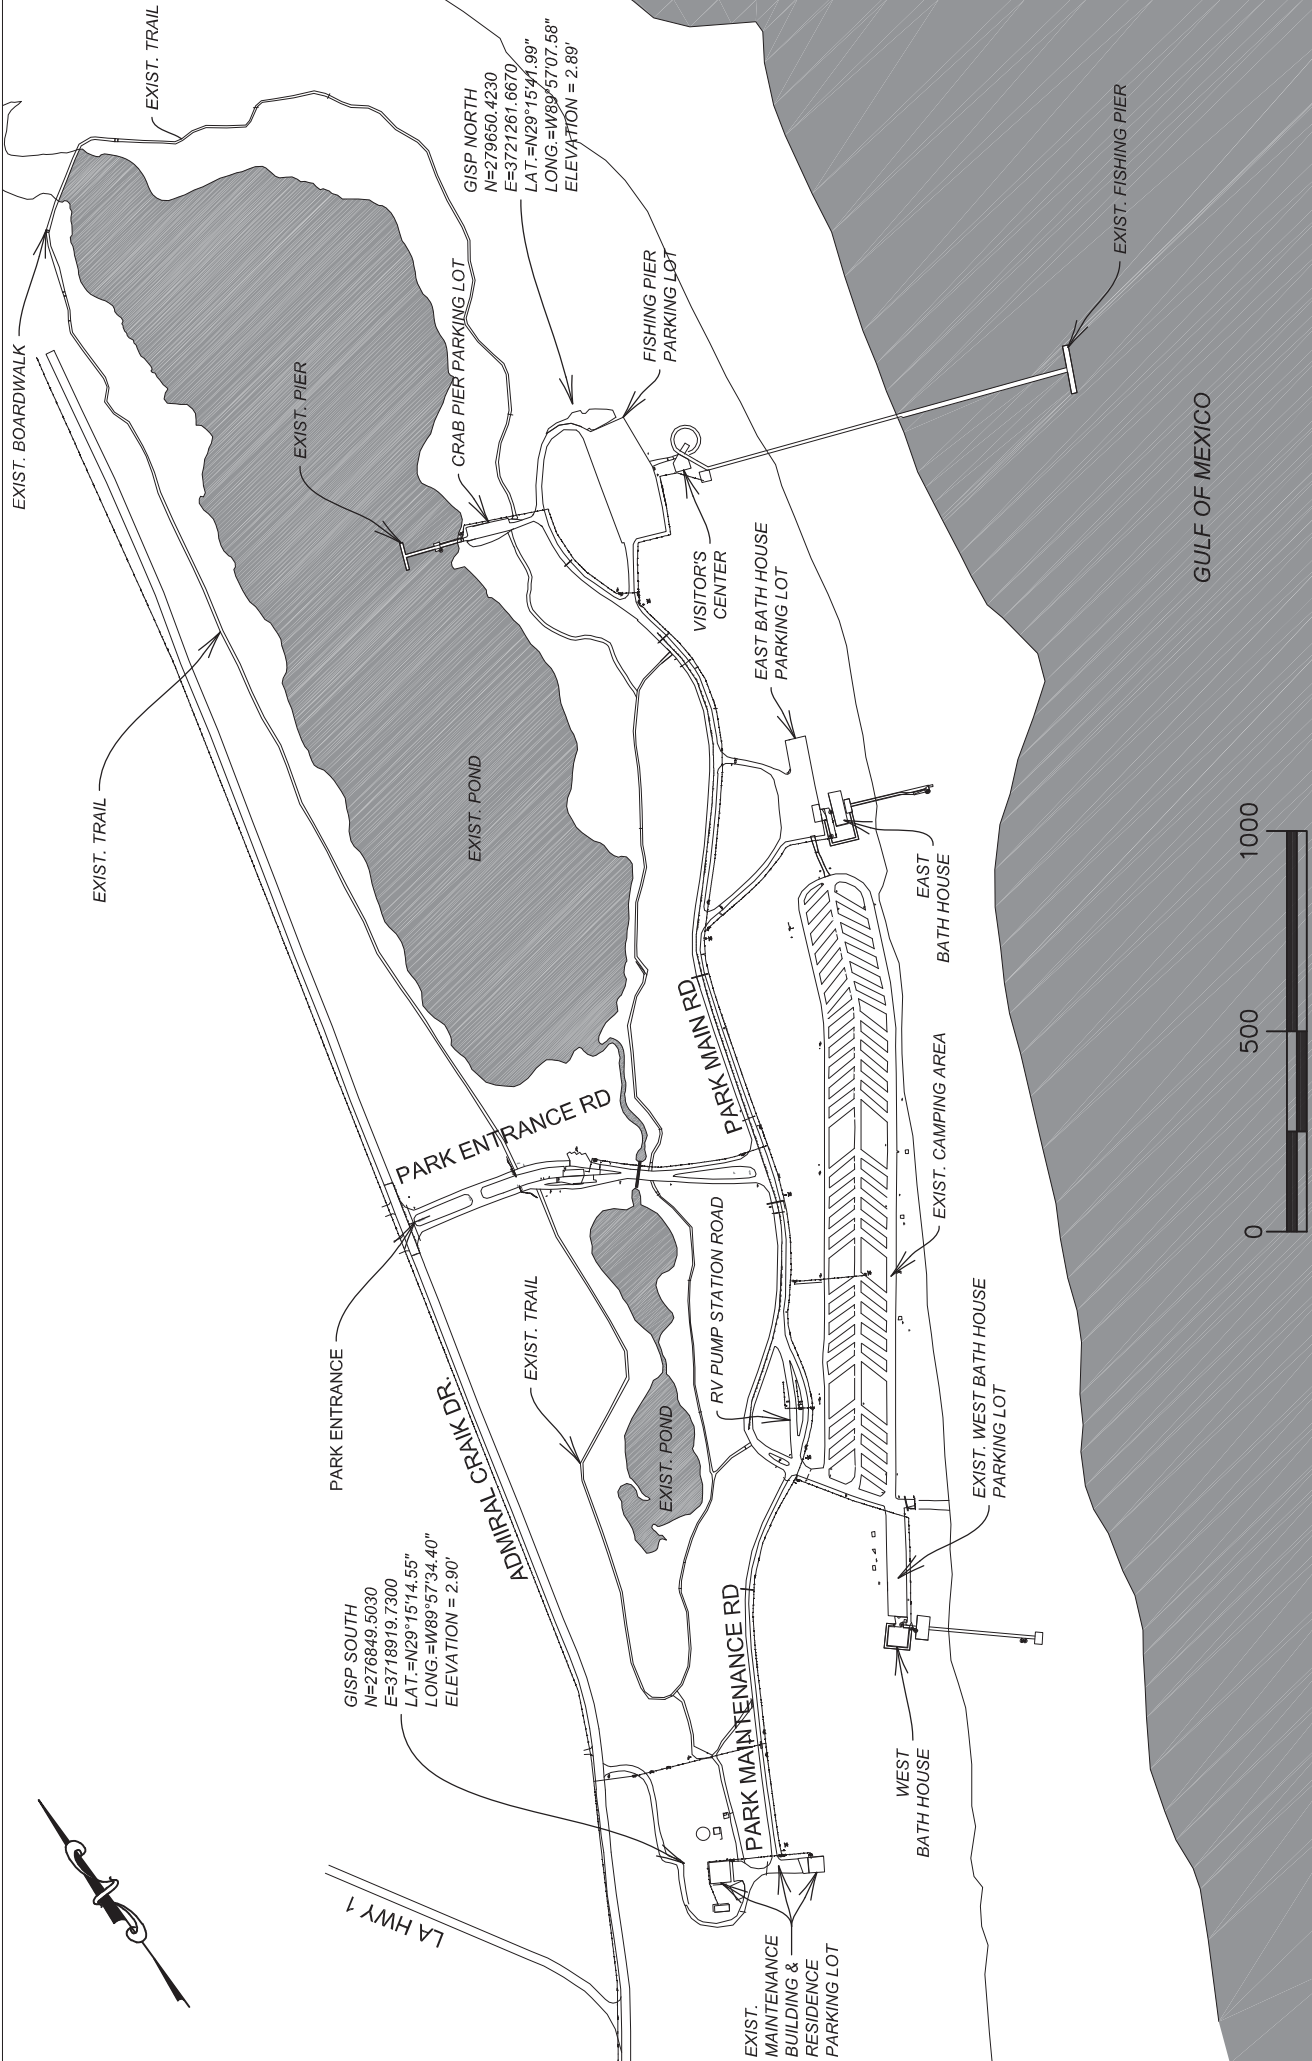 EXIST. BOARDWALK
EXIST. TRAIL
GISP NORTH
N=279650.4230
E=3721261.6670
LAT.=N29°15'41.99"
LONG.=W89°57'07.58"
ELEVATION = 2.89'
EXIST. FISHING PIER
EXIST. PIER
CRAB PIER PARKING LOT
FISHING PIER
PARKING LOT
GULF OF MEXICO
EXIST. TRAIL
EXIST. POND
VISITOR'S
CENTER
EAST BATH HOUSE
PARKING LOT
EAST
BATH HOUSE
PARK ENTRANCE RD
PARK MAIN RD
EXIST. CAMPING AREA
0
500
1000
PARK ENTRANCE
ADMIRAL CRAIK DR.
EXIST. TRAIL
EXIST. POND
RV PUMP STATION ROAD
EXIST. WEST BATH HOUSE
PARKING LOT
GISP SOUTH
N=276849.5030
E=3718919.7300
LAT.=N29°15'14.55"
LONG.=W89°57'34.40"
ELEVATION = 2.90'
PARK MAINTENANCE RD
WEST
BATH HOUSE
LA HWY 1
EXIST.
MAINTENANCE
BUILDING &
RESIDENCE
PARKING LOT